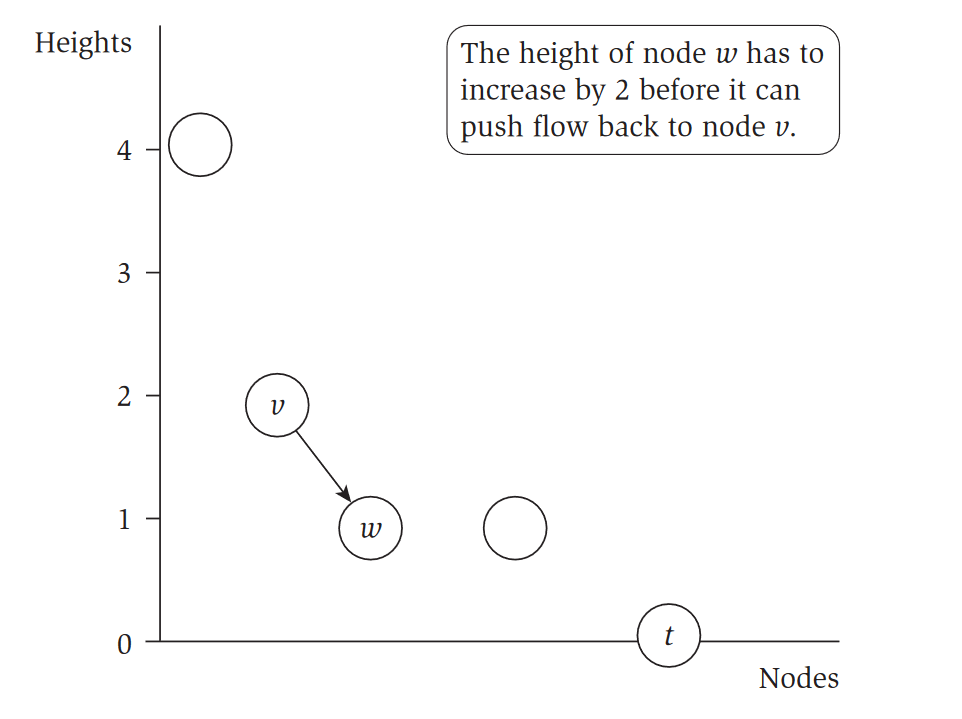 Heights
The height of node w has to
increase by 2 before it can
push flow back to node v.
4
3
2
v
1
w
0
t
Nodes